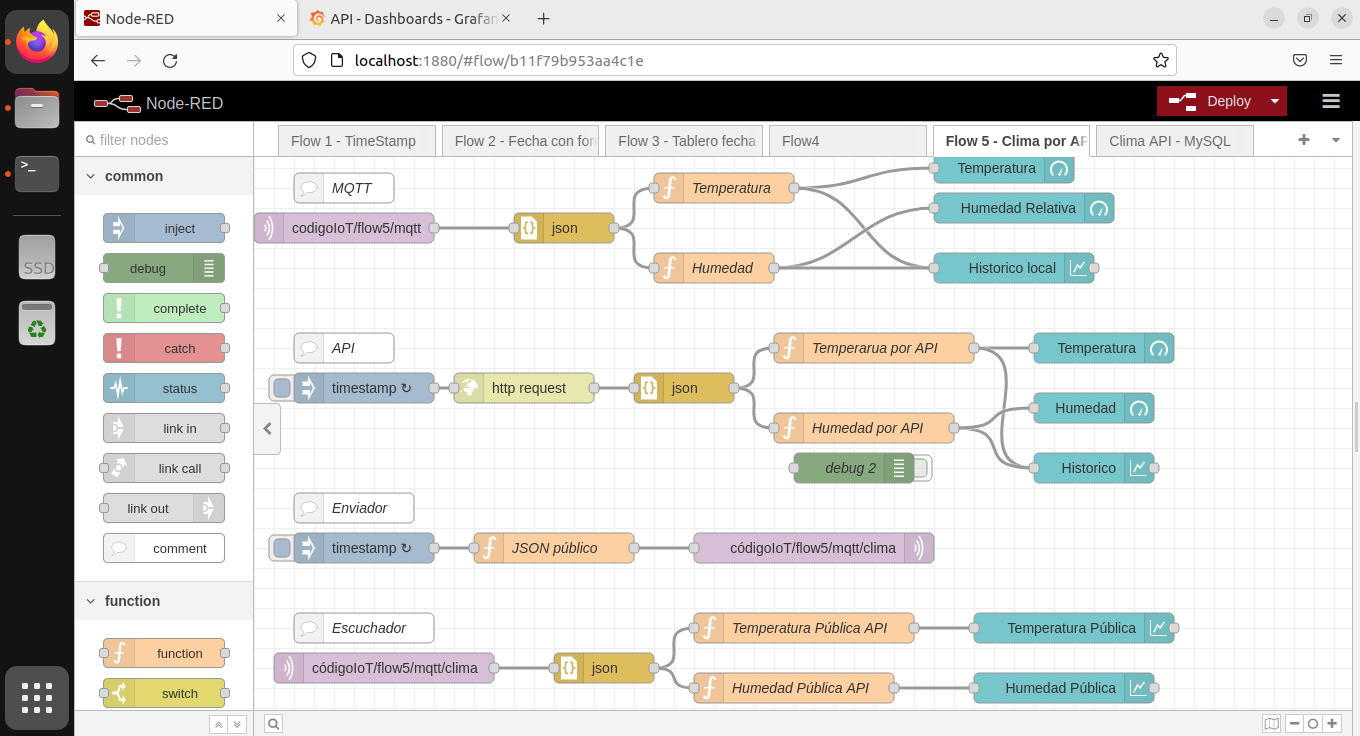 Node-RED
API - Dashboards - Grafan
localhost:1880/#flow/b11f79b953aa4c1e
Node-RED
Deploy
filter nodes
Flow 1 - TimeStamp
Flow 2 - Fecha con for
Flow 3 - Tablero fecha
Flow4
Flow 5 - Clima por AP
Clima API - MySQL
common
inject
debug
complete
catch
status
link in
link call
link out
comment
function
function
switch
SSD
MQTT
Temperatura
Temperatura
codigoIoT/flow5/mqtt
json
Humedad Relativa
Humedad
Historico local
API
Temperarua por API
Temperatura
timestamp ↻
http request
json
Humedad por API
Humedad
debug 2
Historico
Enviador
timestamp ↻
JSON público
códigoIoT/flow5/mqtt/clima
Escuchador
Temperatura Pública API
Temperatura Pública
códigoIoT/flow5/mqtt/clima
json
Humedad Pública API
Humedad Pública